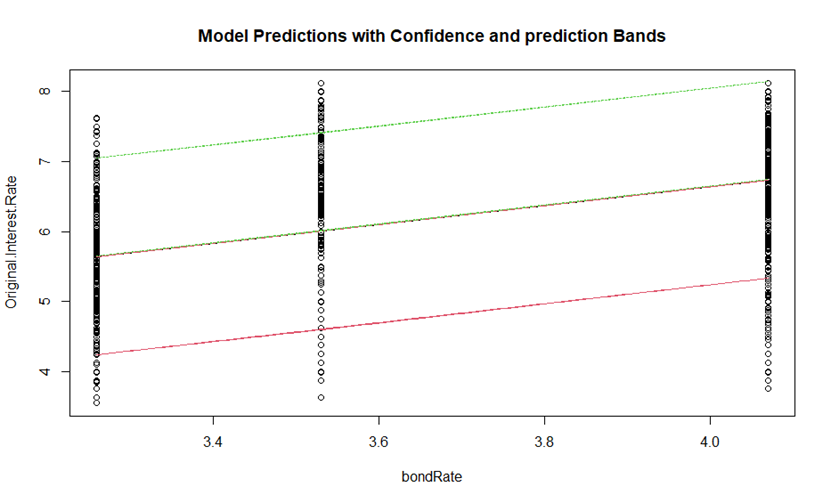 Model Predictions with Confidence and prediction Bands
8
7
6
5
4
Original.Interest.Rate
3.4 3.6 3.8 4.0
bondRate